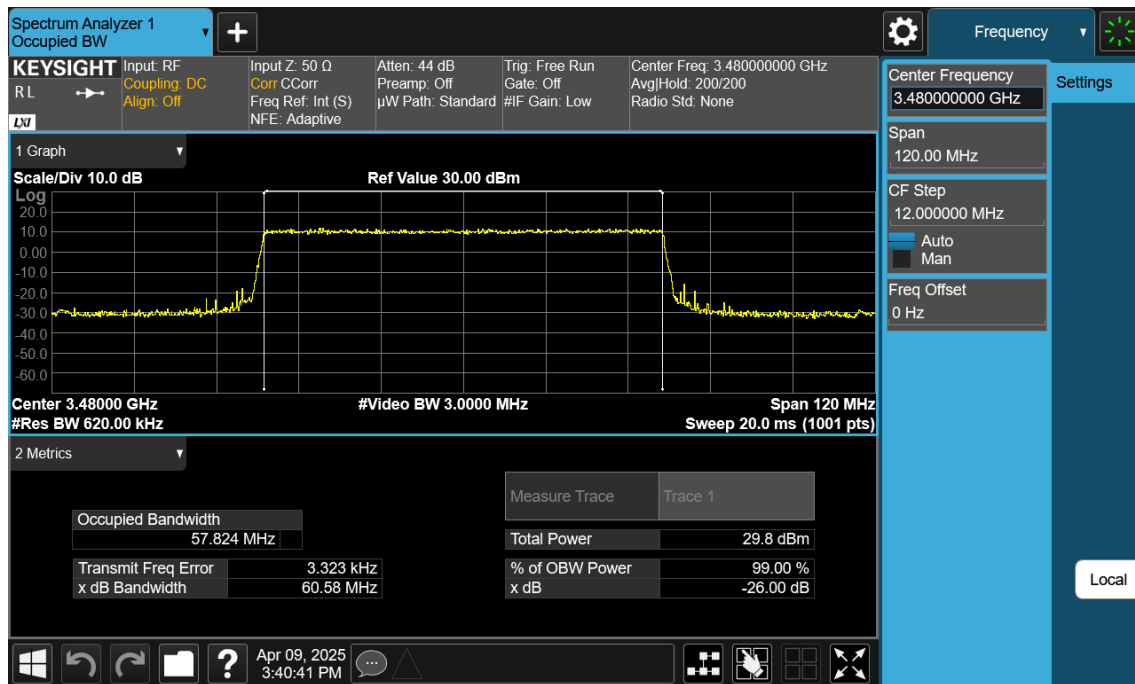 Spectrum Analyzer 1
Occupied BW
Frequency
KEYSIGHT
RL
LXI
Input: RF
Coupling: DC
Align: Off
Input Z: 50 Ω
Corr CCorr
Freq Ref: Int (S)
NFE: Adaptive
Atten: 44 dB
Preamp: Off
µW Path: Standard
Trig: Free Run
Gate: Off
#IF Gain: Low
Center Freq: 3.480000000 GHz
Avg|Hold: 200/200
Radio Std: None
Center Frequency
3.480000000 GHz
Settings
Span
120.00 MHz
CF Step
12.000000 MHz
Auto
Man
Freq Offset
0 Hz
Local
1 Graph
Scale/Div 10.0 dB
Ref Value 30.00 dBm
Log
20.0
10.0
0.00
-10.0
-20.0
-30.0
-40.0
-50.0
-60.0
Center 3.48000 GHz
#Video BW 3.0000 MHz
Span 120 MHz
#Res BW 620.00 kHz
Sweep 20.0 ms (1001 pts)
2 Metrics
Measure Trace
Trace 1
Occupied Bandwidth
57.824 MHz
Total Power
29.8 dBm
Transmit Freq Error
3.323 kHz
% of OBW Power
99.00 %
x dB Bandwidth
60.58 MHz
x dB
-26.00 dB
?
Apr 09, 2025
3:40:41 PM